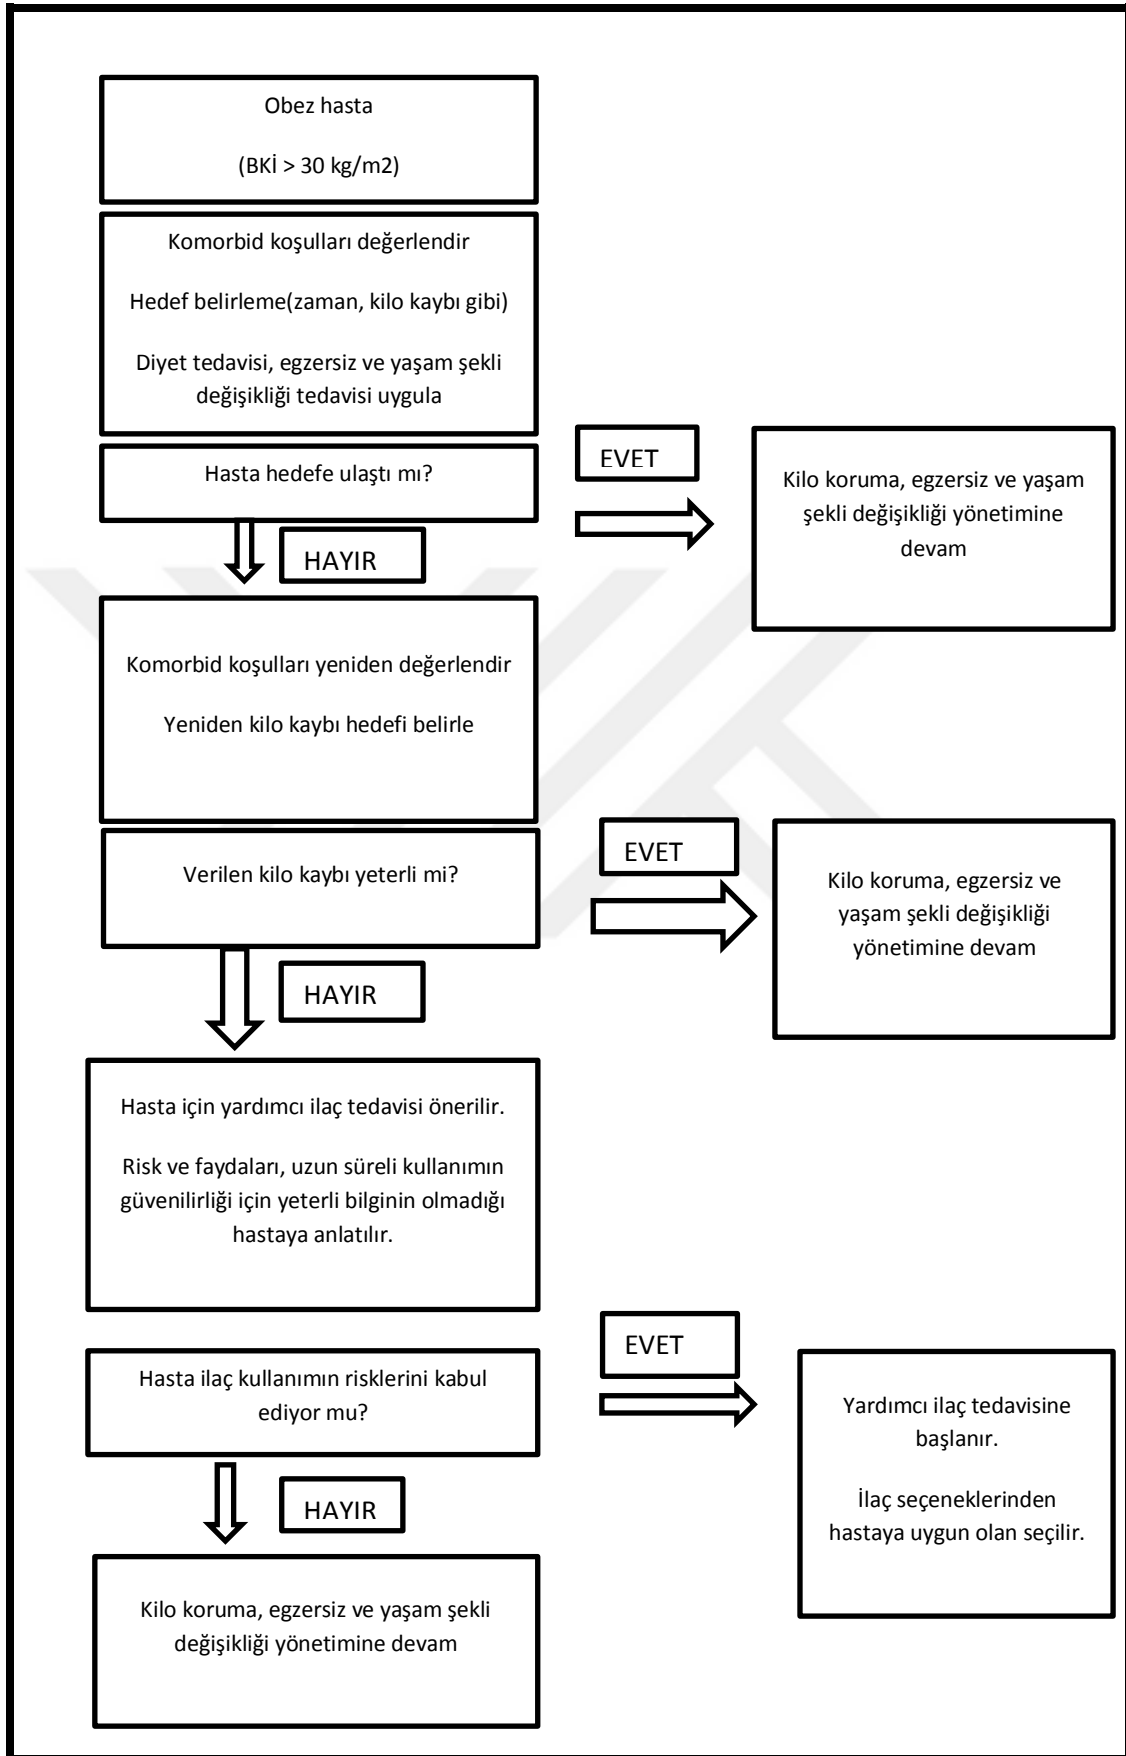 Obez hasta
(BKİ > 30 kg/m2)
Komorbid koşulları değerlendir
Hedef belirleme(zaman, kilo kaybı gibi)
Diyet tedavisi, egzersiz ve yaşam şekli
değişikliği tedavisi uygula
Hasta hedefe ulaştı mı?
EVET
Kilo koruma, egzersiz ve yaşam
şekli değişikliği yönetimine
devam
HAYIR
Komorbid koşulları yeniden değerlendir
Yeniden kilo kaybı hedefi belirle
Verilen kilo kaybı yeterli mi?
EVET
Kilo koruma, egzersiz ve
yaşam şekli değişikliği
yönetimine devam
HAYIR
Hasta için yardımcı ilaç tedavisi önerilir.
Risk ve faydaları, uzun süreli kullanımın
güvenilirliği için yeterli bilginin olmadığı
hastaya anlatılır.
Hasta ilaç kullanımın risklerini kabul
ediyor mu?
EVET
Yardımcı ilaç tedavisine
başlanır.
İlaç seçeneklerinden
hastaya uygun olan seçilir.
HAYIR
Kilo koruma, egzersiz ve yaşam şekli
değişikliği yönetimine devam